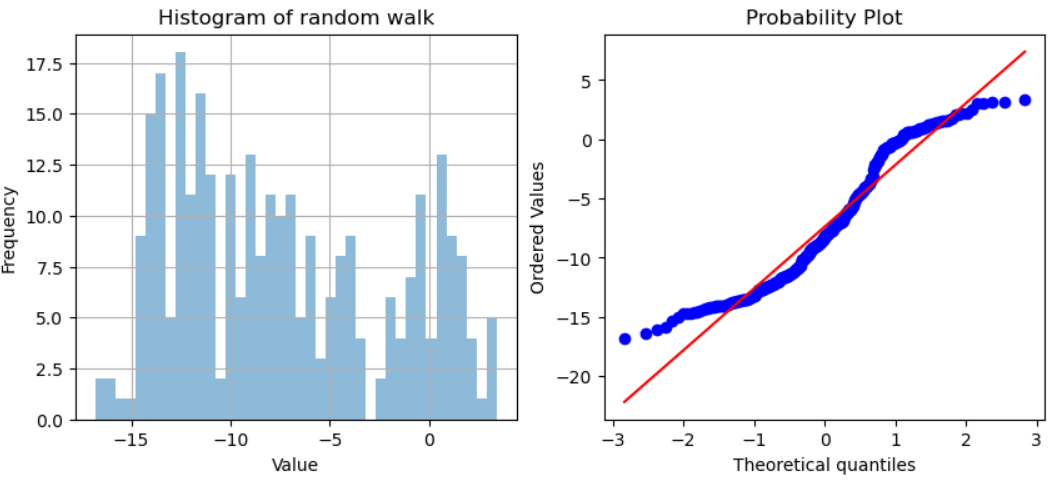 Histogram of random walk
Frequency
17.5
15.0
12.5
10.0
7.5
5.0
2.5
0.0
−15 −10 −5 0
Value
Probability Plot
Ordered Values
5
0
−5
−10
−15
−20
−3 −2 −1 0 1 2 3
Theoretical quantiles